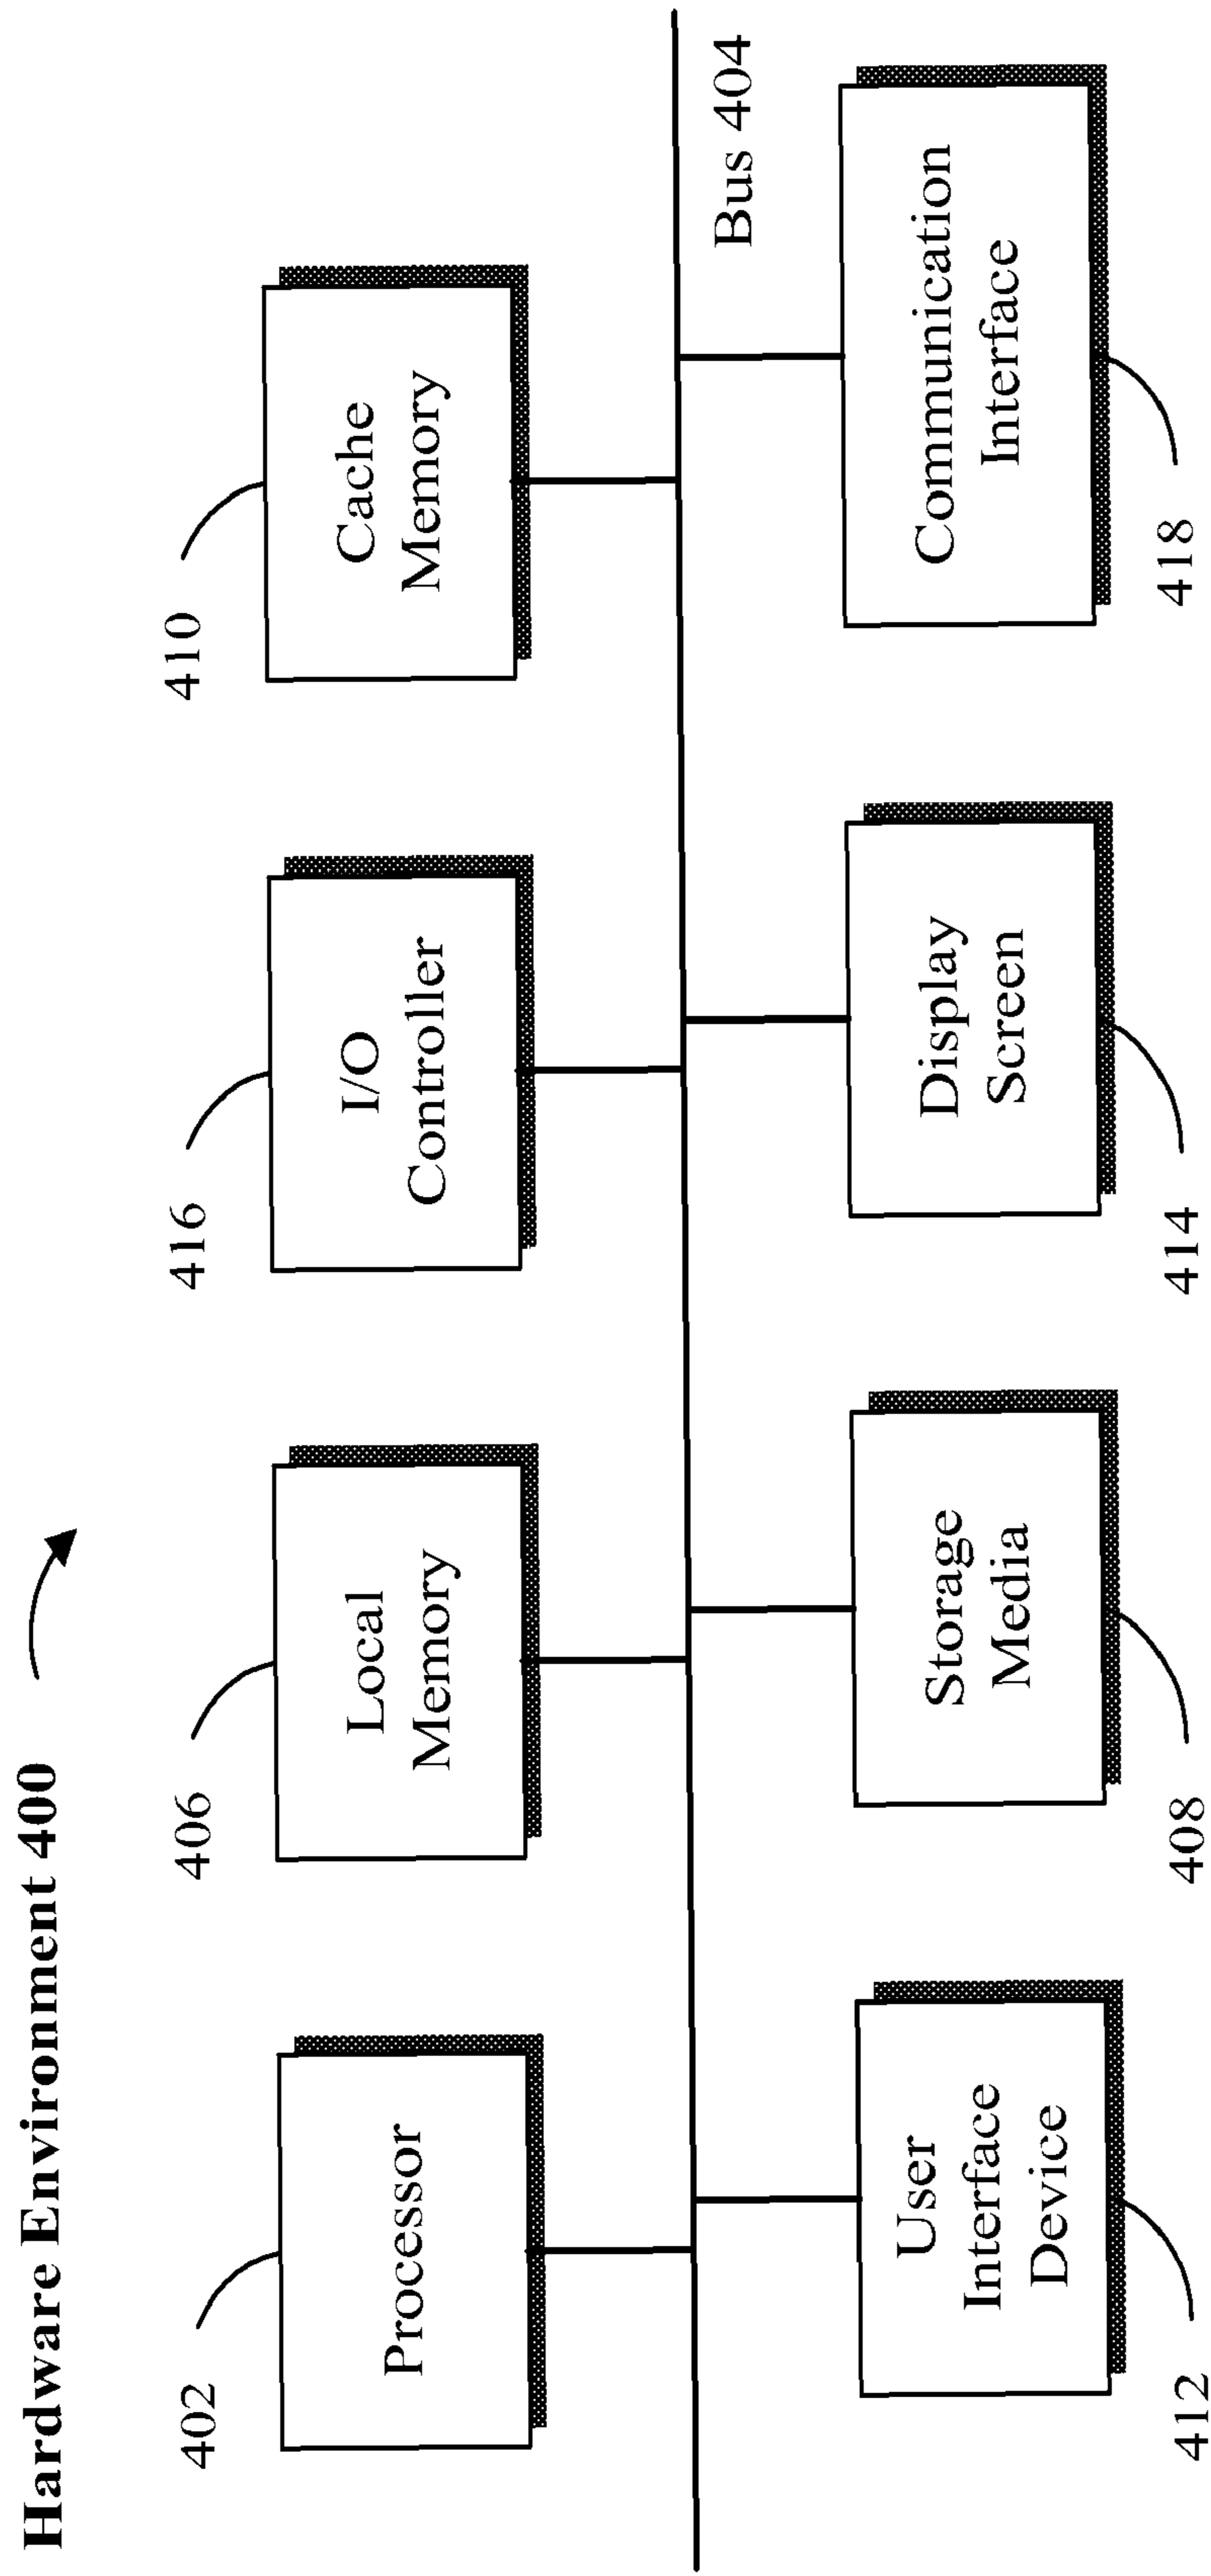 Hardware Environment 400
402
406
416
410
Processor
Local
Memory
I/O
Controller
Cache
Memory
Bus 404
User
Interface
Device
Storage
Media
Display
Screen
Communication
Interface
412
408
414
418